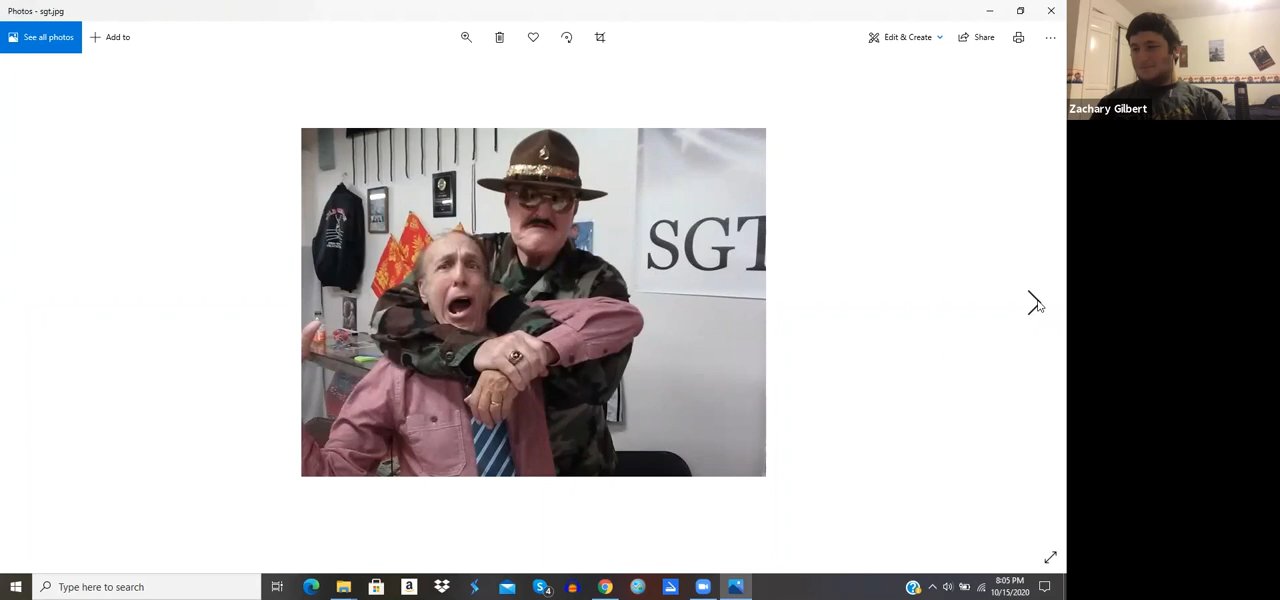 Photos - sgt.jpg
See all photos
Add to
Edit & Create
Share
Zachary Gilbert
SGT
Type here to search
a
4
8:05 PM
10/15/2020